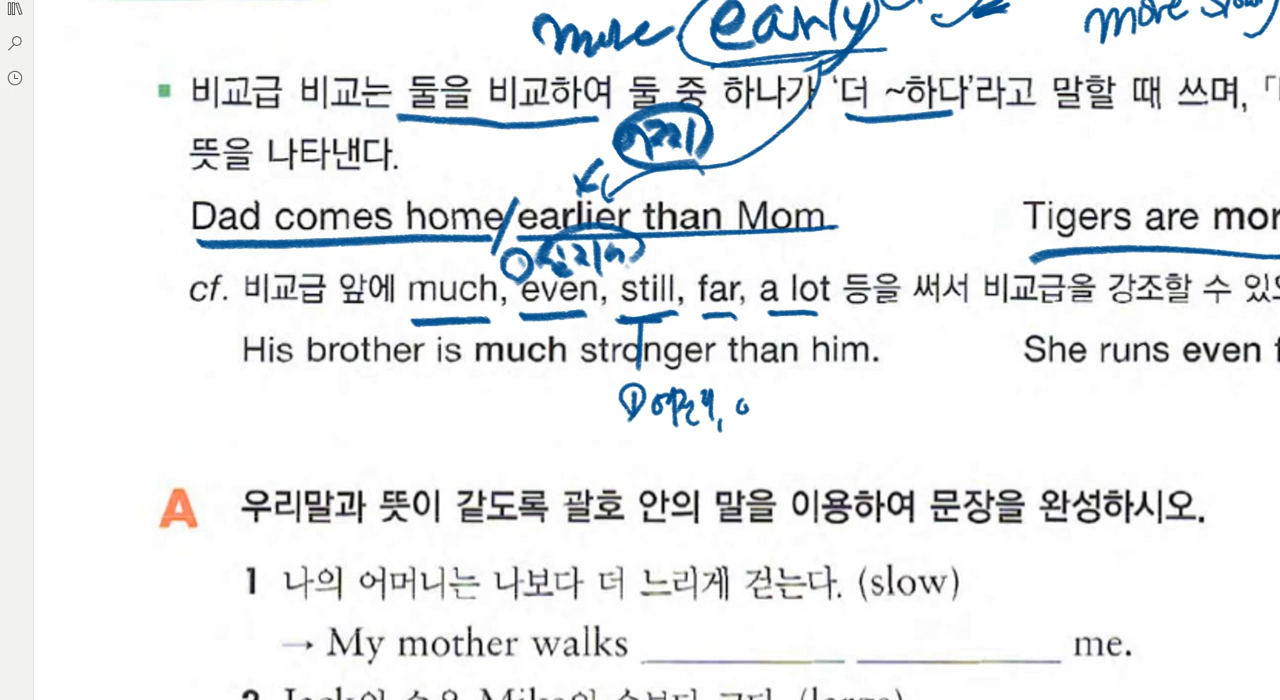 more early more slow
비교급 비교는 둘을 비교하여 둘 중 하나가 '더 ~하다'라고 말할 때 쓰며, 「
뜻을 나타낸다.
Dad comes home/earlier than Mom Tigers are mor
cf. 비교급 앞에 much, even, still, far, a lot 등을 써서 비교급을 강조할 수 있
His brother is much stronger than him. She runs even f
A 우리말과 뜻이 같도록 괄호 안의 말을 이용하여 문장을 완성하시오.
1 나의 어머니는 나보다 더 느리게 걷는다. (slow)
→ My mother walks ________ ________ me.